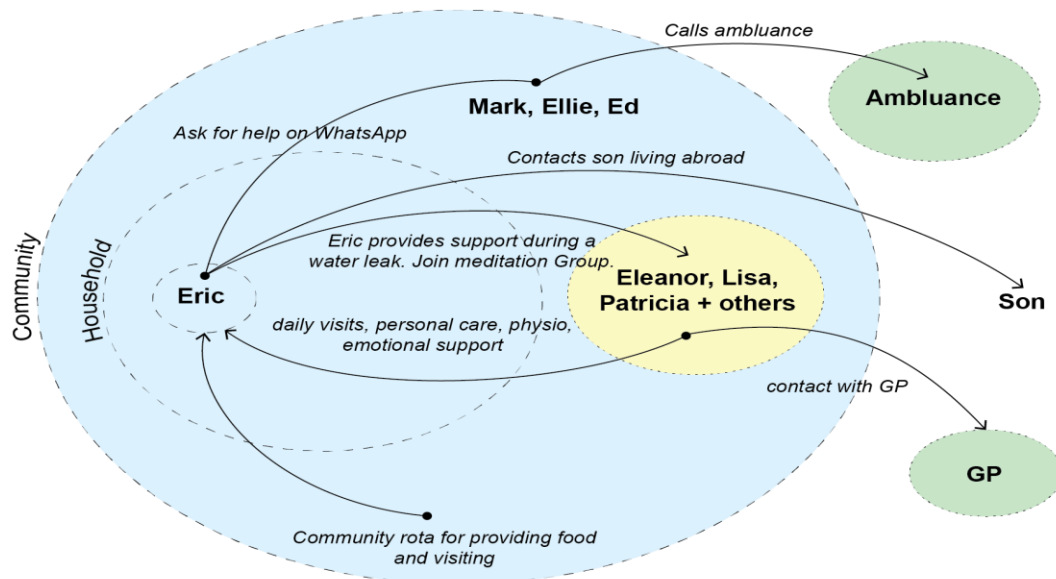 Calls ambluance
Ambluance
Mark, Ellie, Ed
Ask for help on WhatsApp
Contacts son living abroad
Community
Household
Eric provides support during a
water leak. Join meditation Group.
Eric
Eleanor, Lisa,
Patricia + others
Son
daily visits, personal care, physio,
emotional support
contact with GP
GP
Community rota for providing food
and visiting